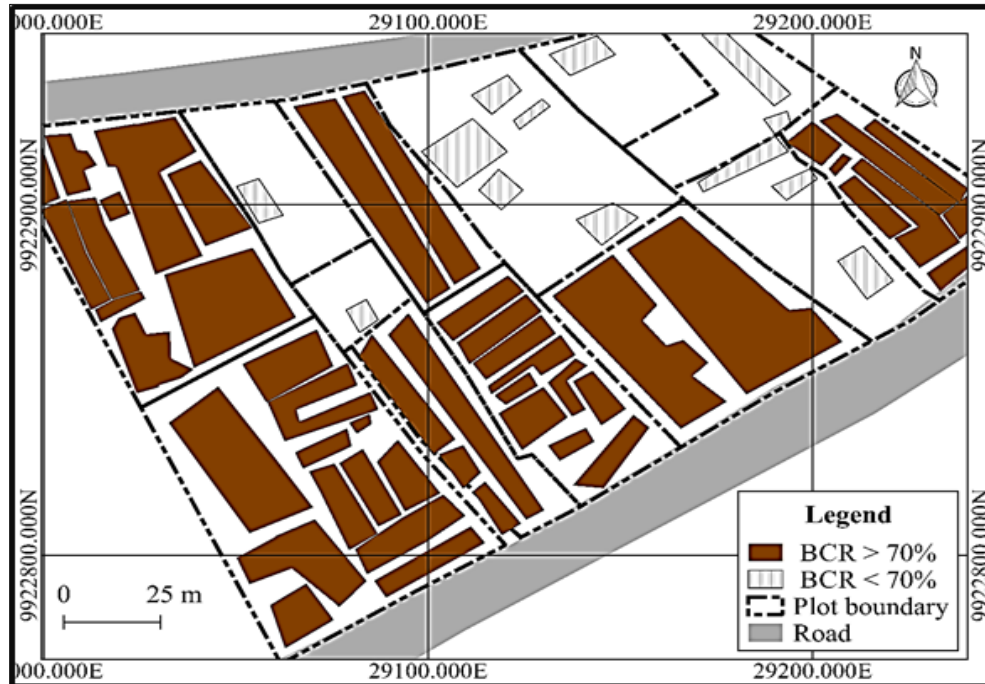 000.000E 29100.000E 29200.000E
N
9922900.000N
9922900.000N
9922800.000N
9922800.000N
Legend
BCR > 70%
BCR < 70%
Plot boundary
Road
0 25 m
000.000E 29100.000E 29200.000E